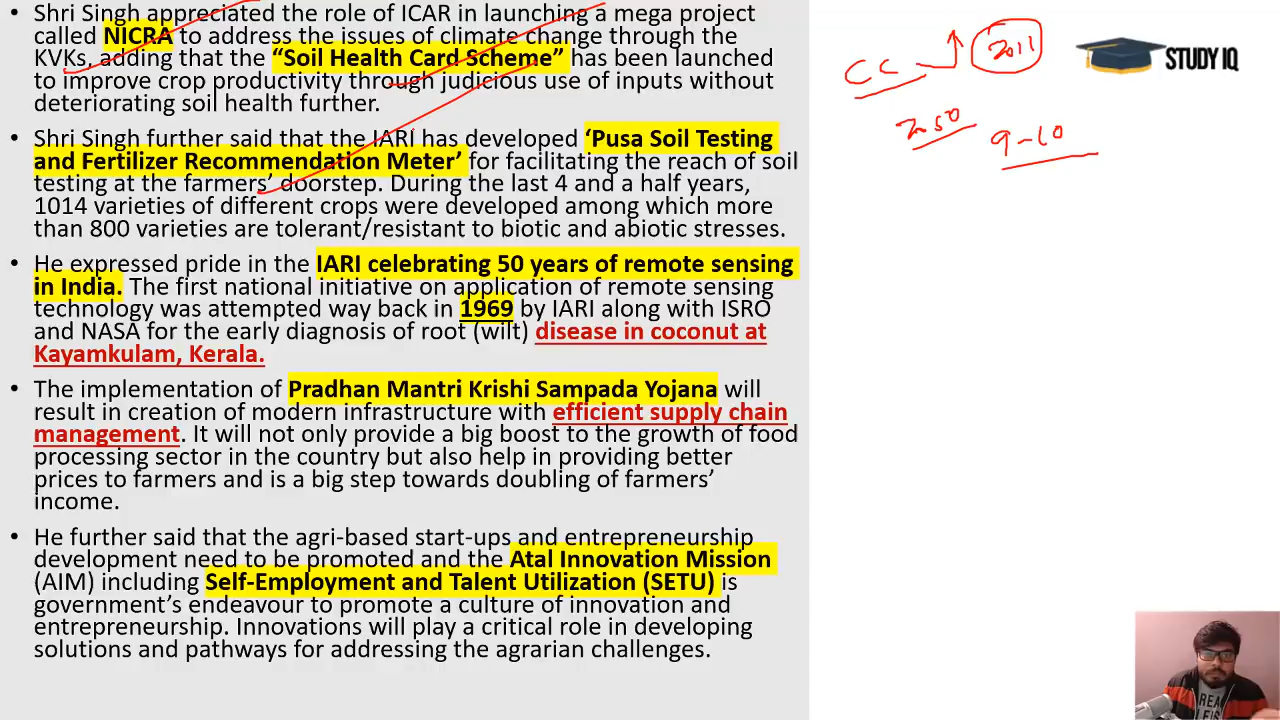 • Shri Singh appreciated the role of ICAR in launching a mega project
called NICRA to address the issues of climate change through the
KVKs, adding that the “Soil Health Card Scheme” has been launched
to improve crop productivity through judicious use of inputs without
deteriorating soil health further.
• Shri Singh further said that the IARI has developed ‘Pusa Soil Testing
and Fertilizer Recommendation Meter’ for facilitating the reach of soil
testing at the farmers’ doorstep. During the last 4 and a half years,
1014 varieties of different crops were developed among which more
than 800 varieties are tolerant/resistant to biotic and abiotic stresses.
• He expressed pride in the IARI celebrating 50 years of remote sensing
in India. The first national initiative on application of remote sensing
technology was attempted way back in 1969 by IARI along with ISRO
and NASA for the early diagnosis of root (wilt) disease in coconut at
Kayamkulam, Kerala.
• The implementation of Pradhan Mantri Krishi Sampada Yojana will
result in creation of modern infrastructure with efficient supply chain
management. It will not only provide a big boost to the growth of food
processing sector in the country but also help in providing better
prices to farmers and is a big step towards doubling of farmers’
income.
• He further said that the agri-based start-ups and entrepreneurship
development need to be promoted and the Atal Innovation Mission
(AIM) including Self-Employment and Talent Utilization (SETU) is
government’s endeavour to promote a culture of innovation and
entrepreneurship. Innovations will play a critical role in developing
solutions and pathways for addressing the agrarian challenges.
CC 2011
2050
9-10
STUDY IQ